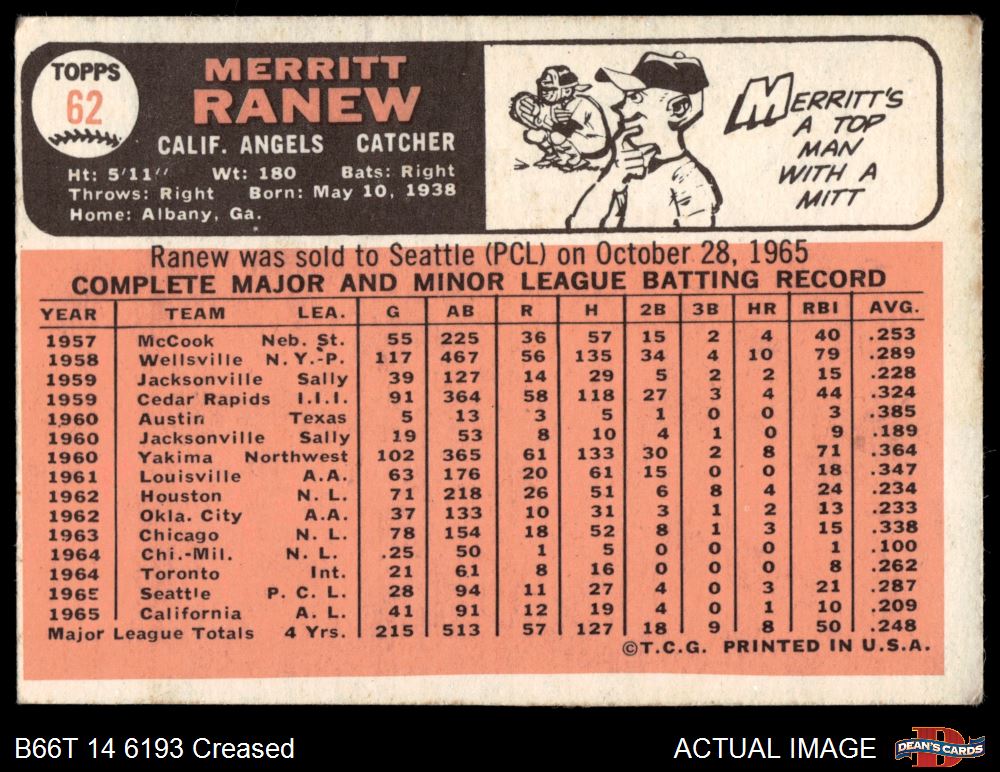 TOPPS
62
MERRITT
RANEW
CALIF. ANGELS CATCHER
Ht: 5'11" Wt: 180 Bats: Right
Throws: Right Born: May 10, 1938
Home: Albany, Ga.
MERRITT'S
A TOP
MAN
WITH A
MITT
Ranew was sold to Seattle (PCL) on October 28, 1965
COMPLETE MAJOR AND MINOR LEAGUE BATTING RECORD
YEAR TEAM LEA. G AB R H 2B 3B HR RBI AVG.
1957 McCook Neb. St. 55 225 36 57 15 2 4 40 .253
1958 Wellsville N.Y.-P. 117 467 56 135 34 4 10 79 .289
1959 Jacksonville Sally 39 127 14 29 5 2 2 15 .228
1959 Cedar Rapids I.I.I. 91 364 58 118 27 3 4 44 .324
1960 Austin Texas 5 13 3 5 1 0 0 3 .385
1960 Jacksonville Sally 19 53 8 10 4 1 0 9 .189
1960 Yakima Northwest 102 365 61 133 30 2 8 71 .364
1961 Louisville A.A. 63 176 20 61 15 0 0 18 .347
1962 Houston N. L. 71 218 26 51 6 8 4 24 .234
1962 Okla. City A.A. 37 133 10 31 3 1 2 13 .233
1963 Chicago N. L. 78 154 18 52 8 1 3 15 .338
1964 Chi.-Mil. N. L. .25 50 1 5 0 0 0 1 .100
1964 Toronto Int. 21 61 8 16 0 0 0 8 .262
1965 Seattle P. C. L. 28 94 11 27 4 0 3 21 .287
1965 California A. L. 41 91 12 19 4 0 1 10 .209
Major League Totals 4 Yrs. 215 513 57 127 18 9 8 50 .248
©T.C.G. PRINTED IN U.S.A.
B66T 14 6193 Creased
ACTUAL IMAGE
D
DEAN'S CARDS